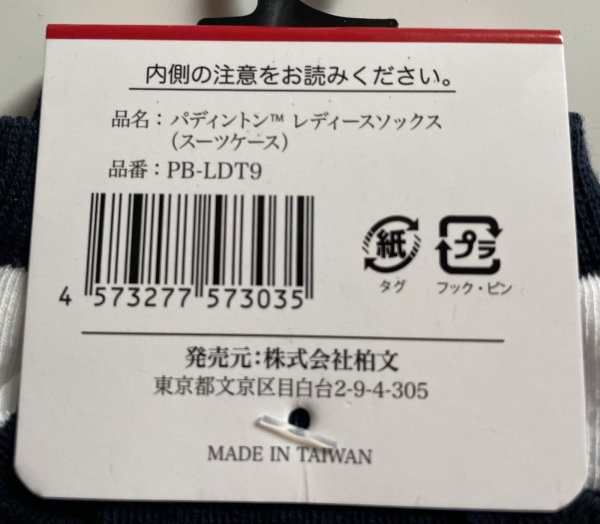 内側の注意をお読みください。
品名：パディントン™ レディースソックス
（スーツケース）
品番：PB-LDT9
紙
プラ
タグ
フック・ピン
4 573277 573035
発売元：株式会社柏文
東京都文京区目白台2-9-4-305
MADE IN TAIWAN